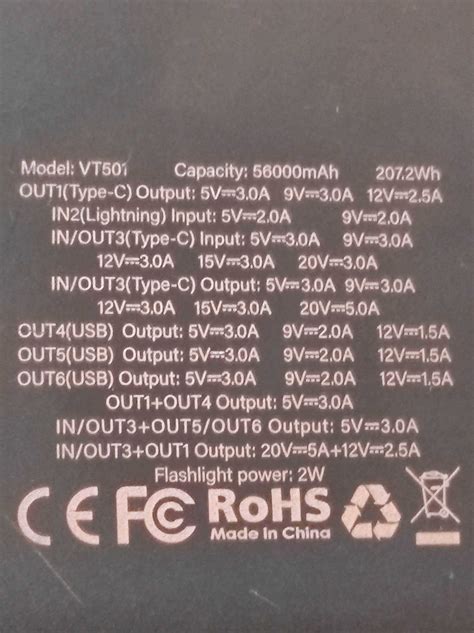 Model: VT501 Capacity: 56000mAh 207.2Wh
OUT1(Type-C) Output: 5V⎓3.0A 9V⎓3.0A 12V⎓2.5A
IN2(Lightning) Input: 5V⎓2.0A 9V⎓2.0A
IN/OUT3(Type-C) Input: 5V⎓3.0A 9V⎓3.0A
12V⎓3.0A 15V⎓3.0A 20V⎓3.0A
IN/OUT3(Type-C) Output: 5V⎓3.0A 9V⎓3.0A
12V⎓3.0A 15V⎓3.0A 20V⎓5.0A
OUT4(USB) Output: 5V⎓3.0A 9V⎓2.0A 12V⎓1.5A
OUT5(USB) Output: 5V⎓3.0A 9V⎓2.0A 12V⎓1.5A
OUT6(USB) Output: 5V⎓3.0A 9V⎓2.0A 12V⎓1.5A
OUT1+OUT4 Output: 5V⎓3.0A
IN/OUT3+OUT5/OUT6 Output: 5V⎓3.0A
IN/OUT3+OUT1 Output: 20V⎓5A+12V⎓2.5A
Flashlight power: 2W
CE FC RoHS
Made in China